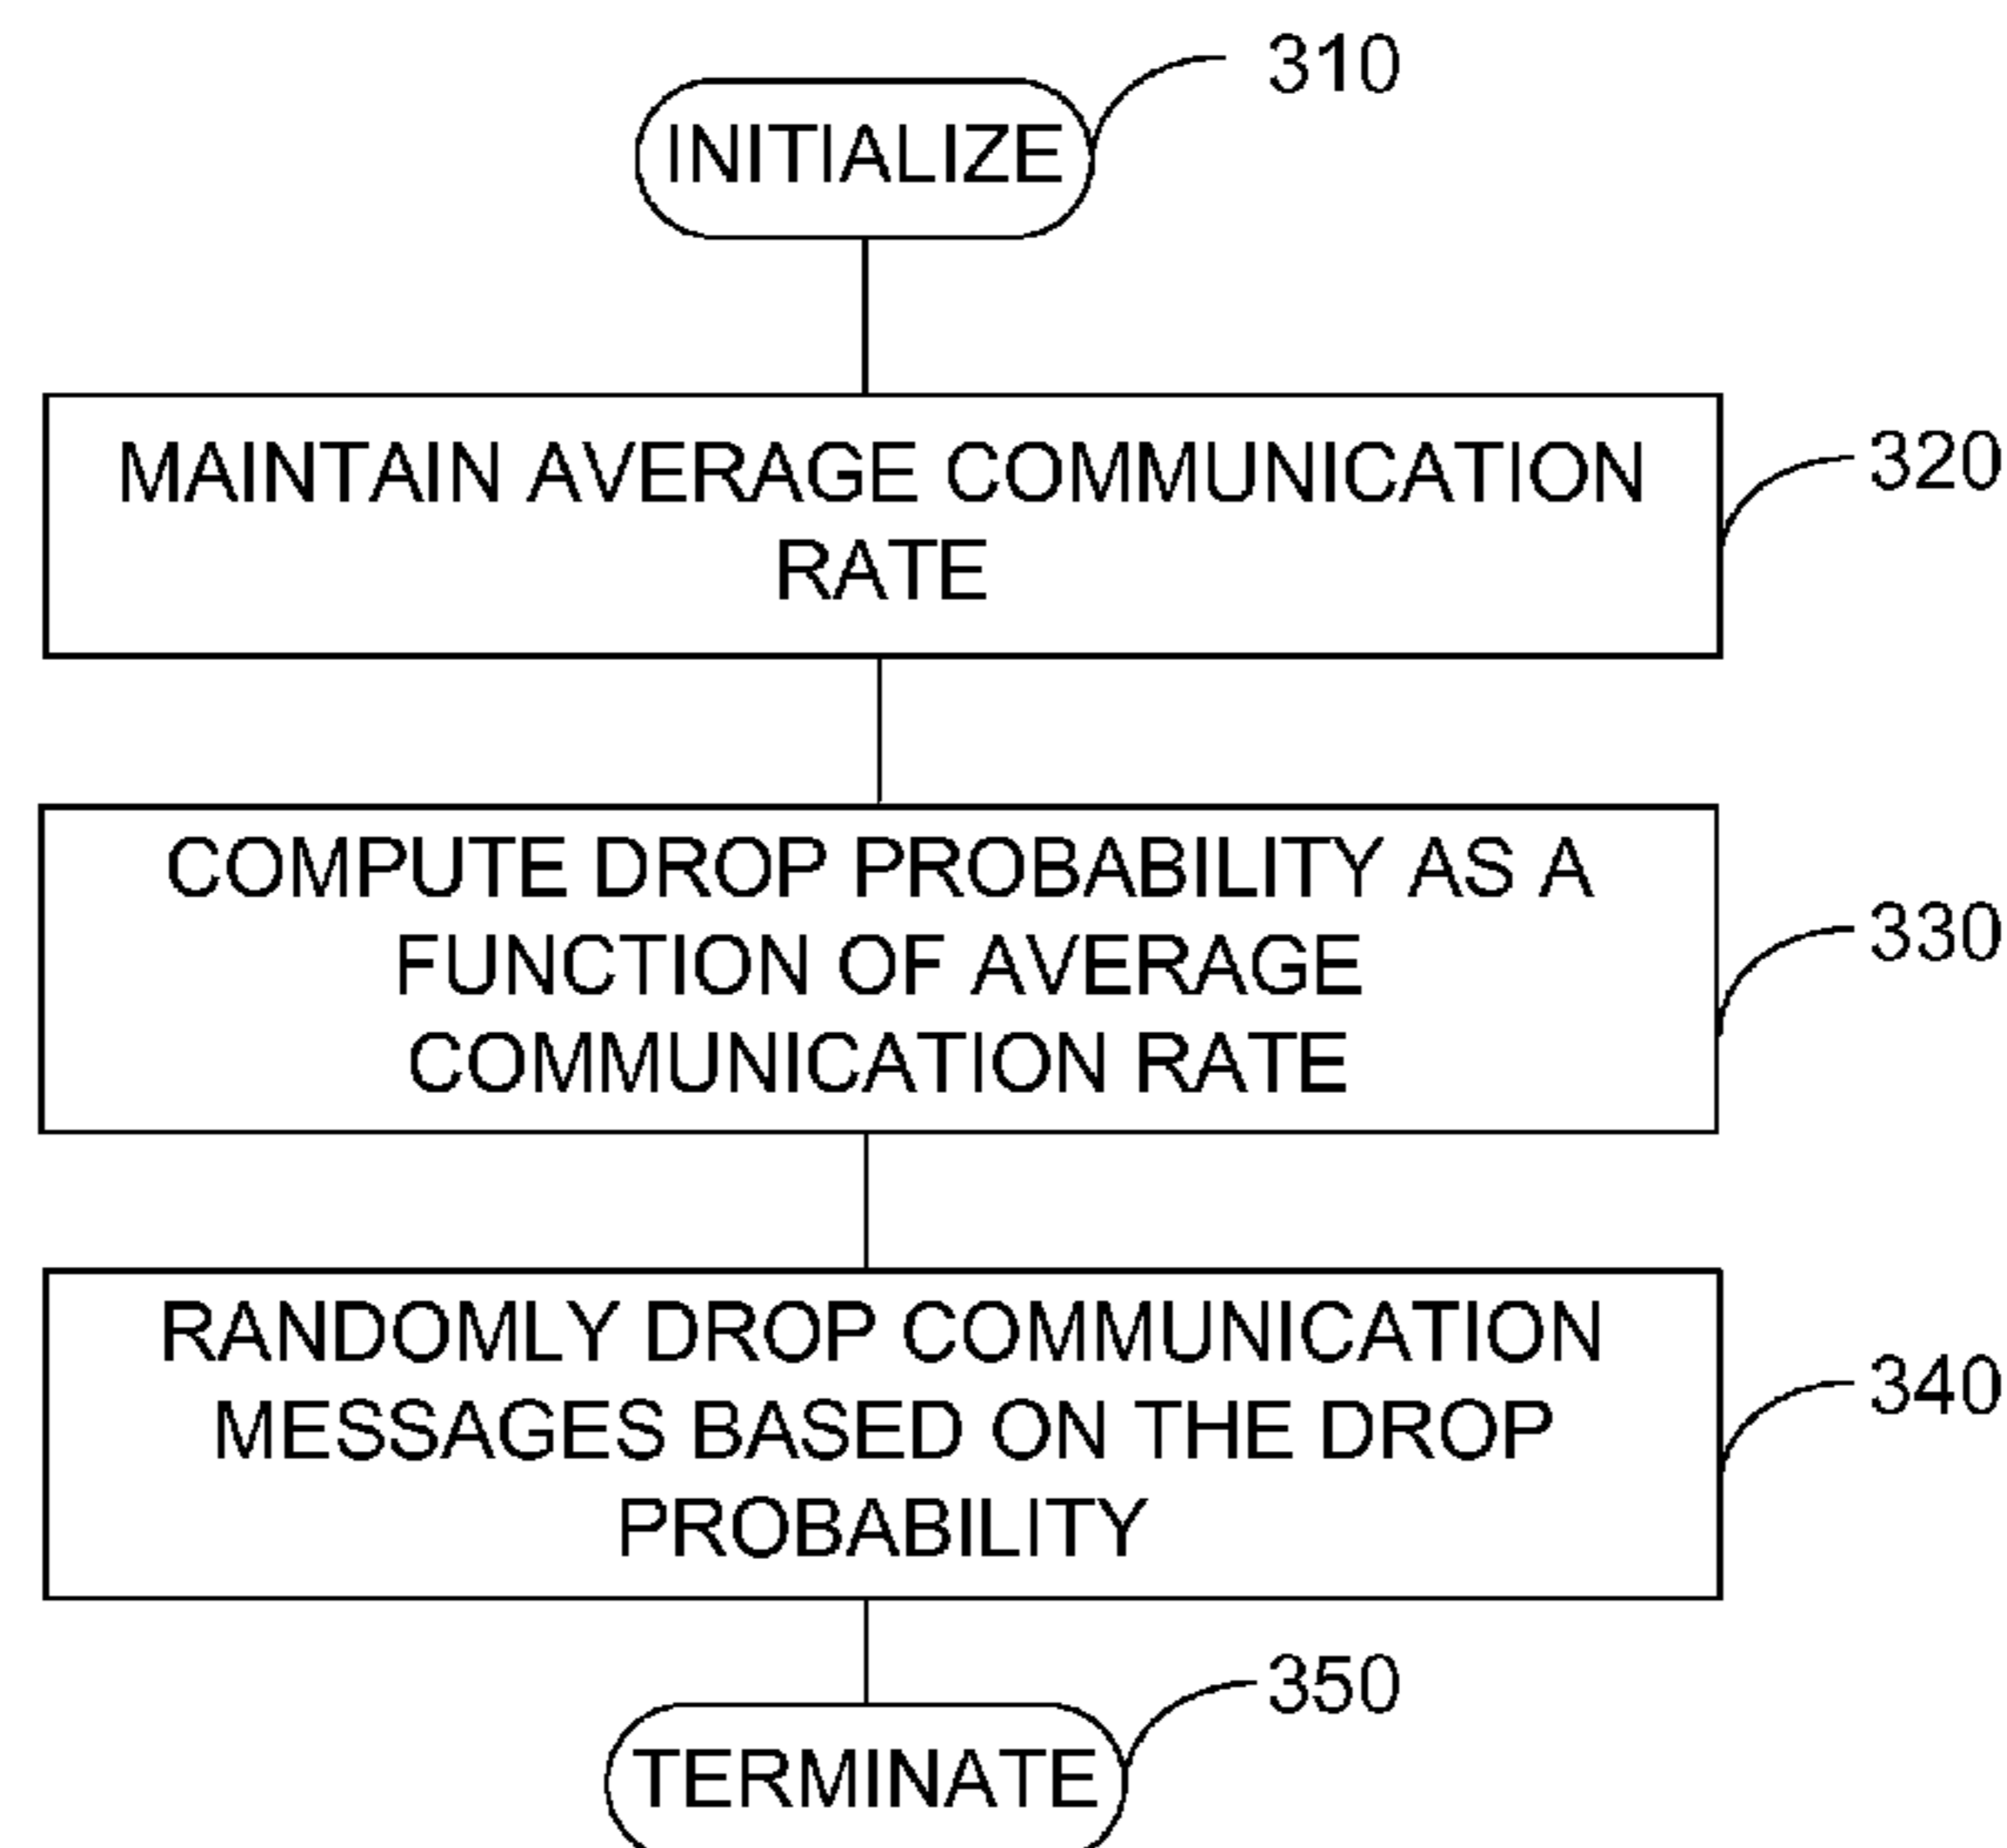 310
INITIALIZE
MAINTAIN AVERAGE COMMUNICATION
RATE
320
COMPUTE DROP PROBABILITY AS A
FUNCTION OF AVERAGE
COMMUNICATION RATE
330
RANDOMLY DROP COMMUNICATION
MESSAGES BASED ON THE DROP
PROBABILITY
340
350
TERMINATE